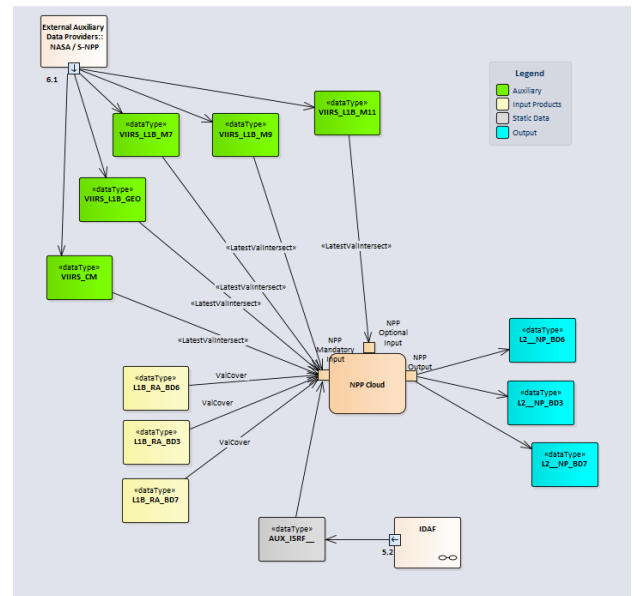 External Auxiliary
Data Providers::
NASA / S-NPP
6.1
Legend
Auxiliary
Input Products
Static Data
Output
«dataType»
VIIRS_L1B_M7
«dataType»
VIIRS_L1B_M9
«dataType»
VIIRS_L1B_M11
«dataType»
VIIRS_L1B_GEO
«dataType»
VIIRS_CM
«LatestValIntersect»
«LatestValIntersect»
«LatestValIntersect»
«LatestValIntersect»
«LatestValIntersect»
NPP
Mandatory
Input
NPP
Optional
Input
NPP
Output
NPP Cloud
«dataType»
L2__NP_BD6
«dataType»
L2__NP_BD3
«dataType»
L2__NP_BD7
«dataType»
L1B_RA_BD6
«dataType»
L1B_RA_BD3
«dataType»
L1B_RA_BD7
ValCover
ValCover
ValCover
«dataType»
AUX_ISRF__
IDAF
5.2